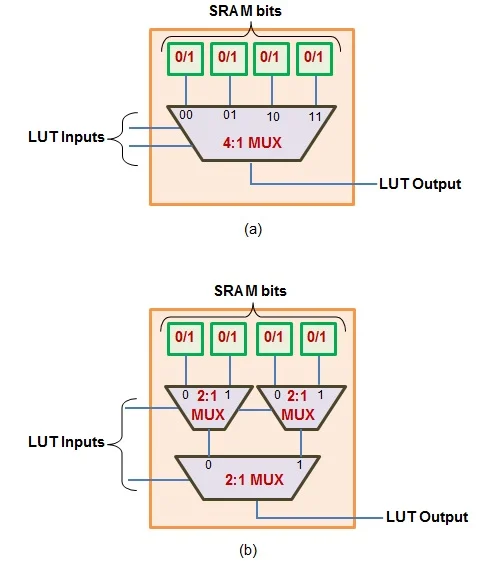 SRAM bits
0/1 0/1 0/1 0/1
00 01 10 11
LUT Inputs
4:1 MUX
LUT Output
(a)
SRAM bits
0/1 0/1 0/1 0/1
0 2:1 1 0 2:1 1
MUX MUX
LUT Inputs
0 1
2:1 MUX
LUT Output
(b)